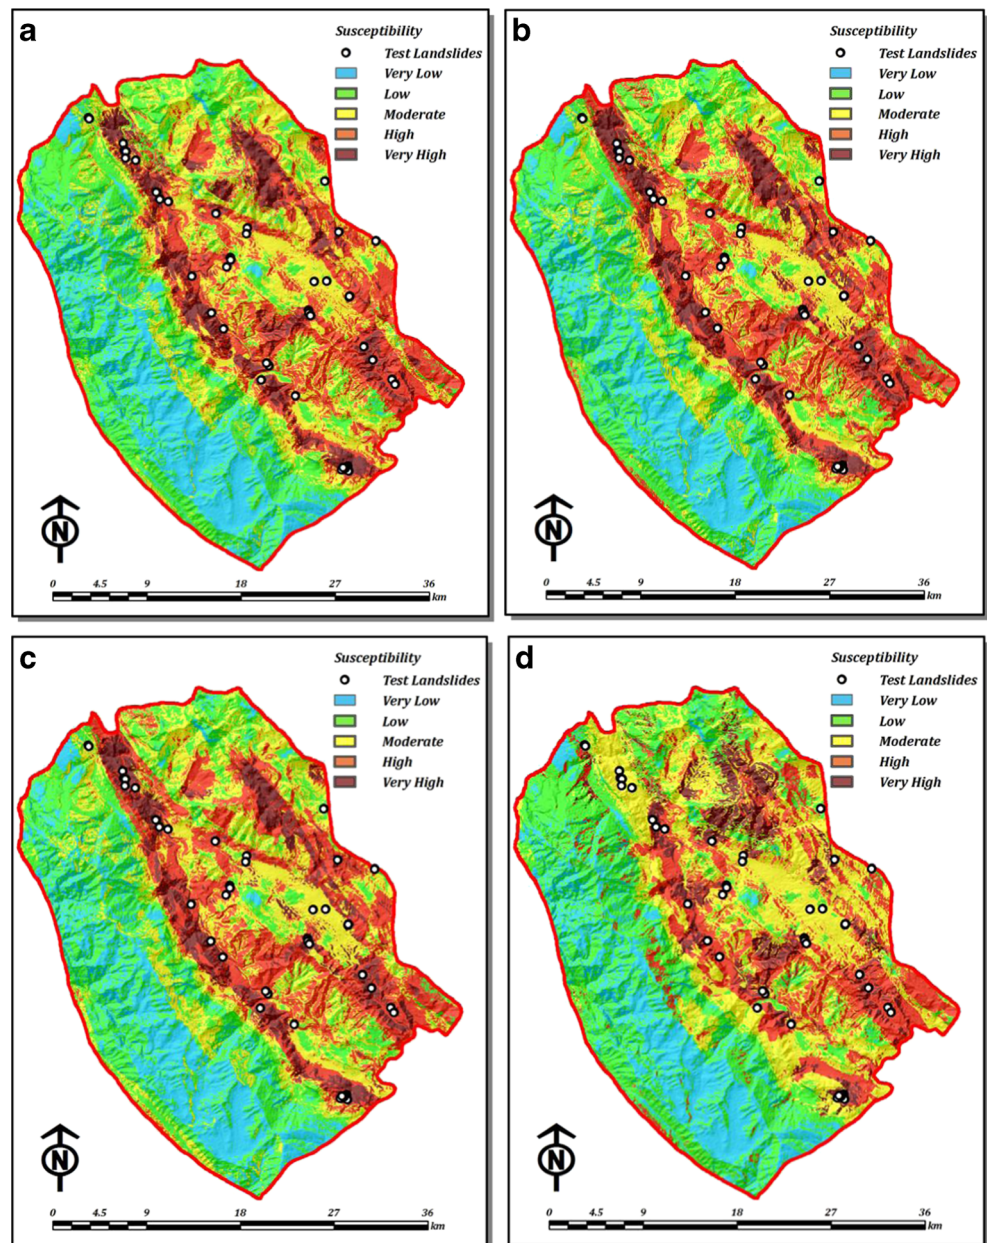 a
Susceptibility
Test Landslides
Very Low
Low
Moderate
High
Very High
N
0 4.5 9 18 27 36
km
b
Susceptibility
Test Landslides
Very Low
Low
Moderate
High
Very High
N
0 4.5 9 18 27 36
km
c
Susceptibility
Test Landslides
Very Low
Low
Moderate
High
Very High
N
0 4.5 9 18 27 36
km
d
Susceptibility
Test Landslides
Very Low
Low
Moderate
High
Very High
N
0 4.5 9 18 27 36
km